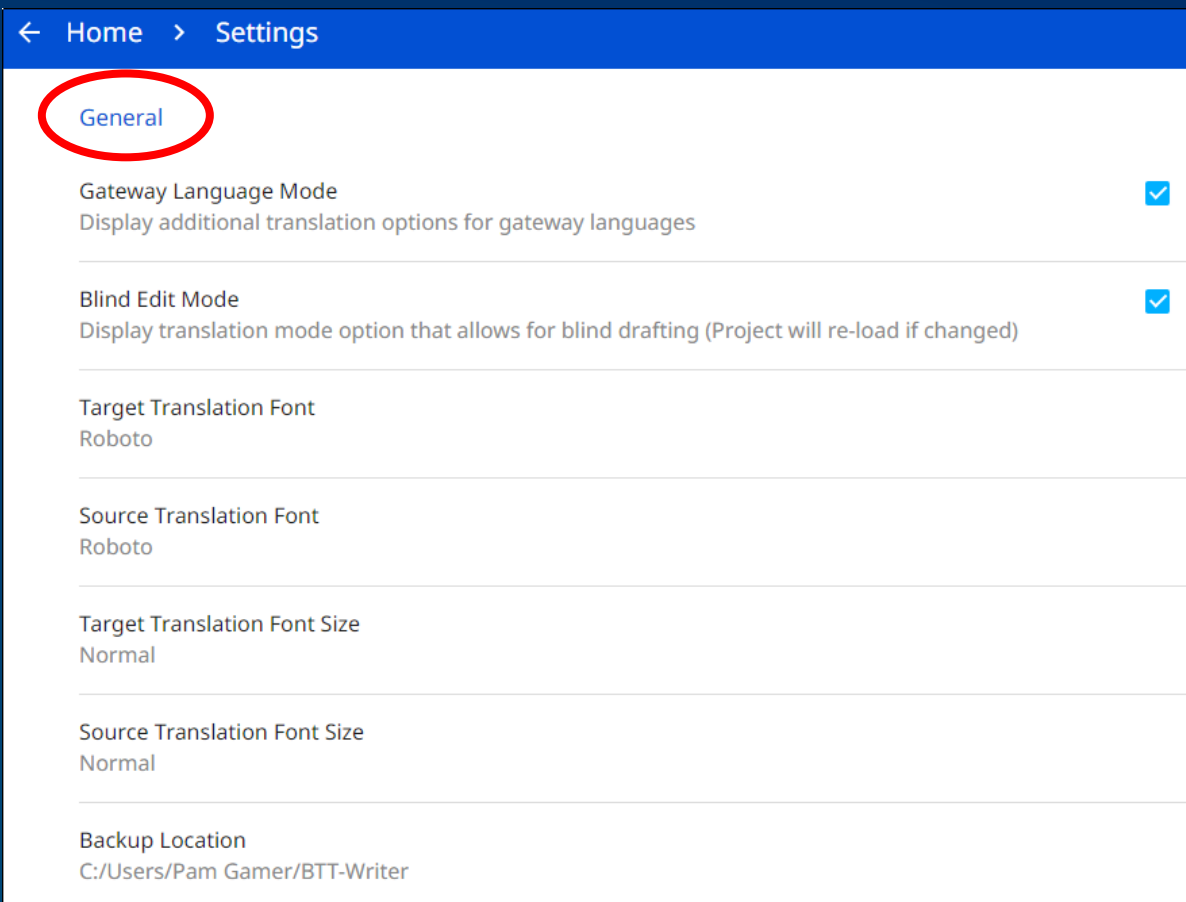 Home > Settings
General
Gateway Language Mode
Display additional translation options for gateway languages
Blind Edit Mode
Display translation mode option that allows for blind drafting (Project will re-load if changed)
Target Translation Font
Roboto
Source Translation Font
Roboto
Target Translation Font Size
Normal
Source Translation Font Size
Normal
Backup Location
C:/Users/Pam Gamer/BTT-Writer